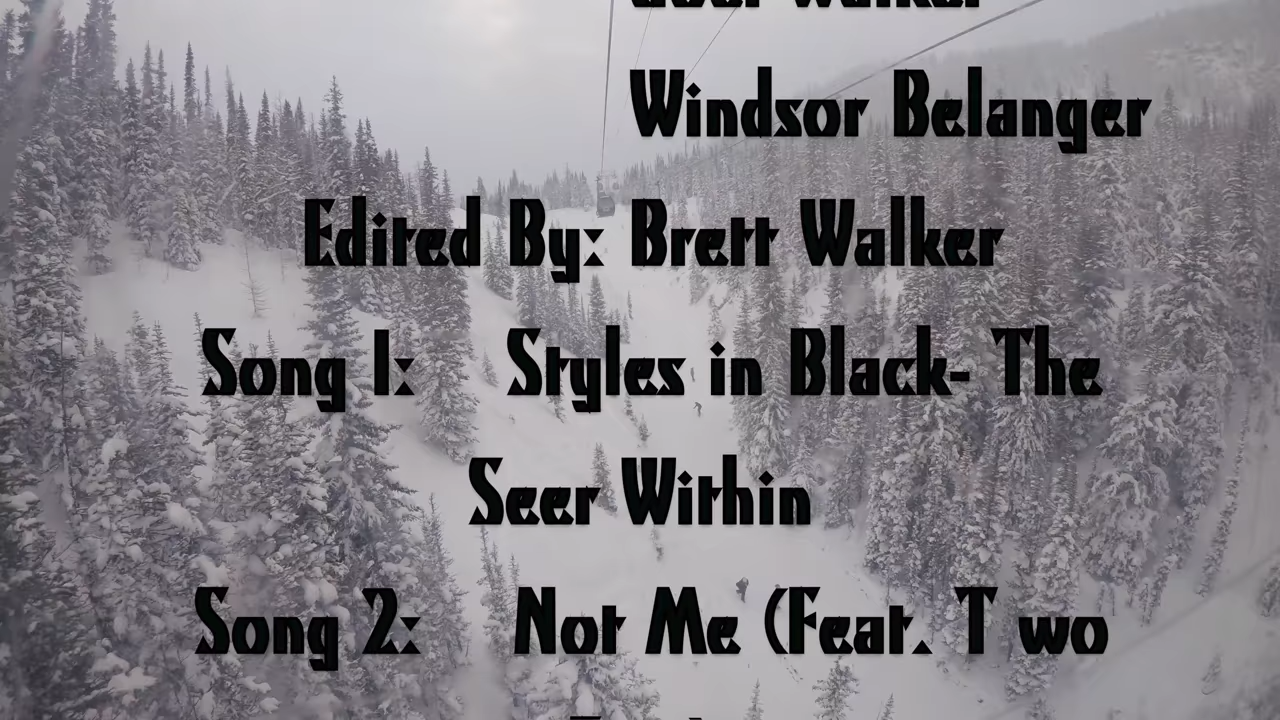 Walker
Windsor Belanger
Edited By: Brett Walker
Song 1: Styles in Black- The
Seer Within
Song 2: Not Me (Feat. T wo